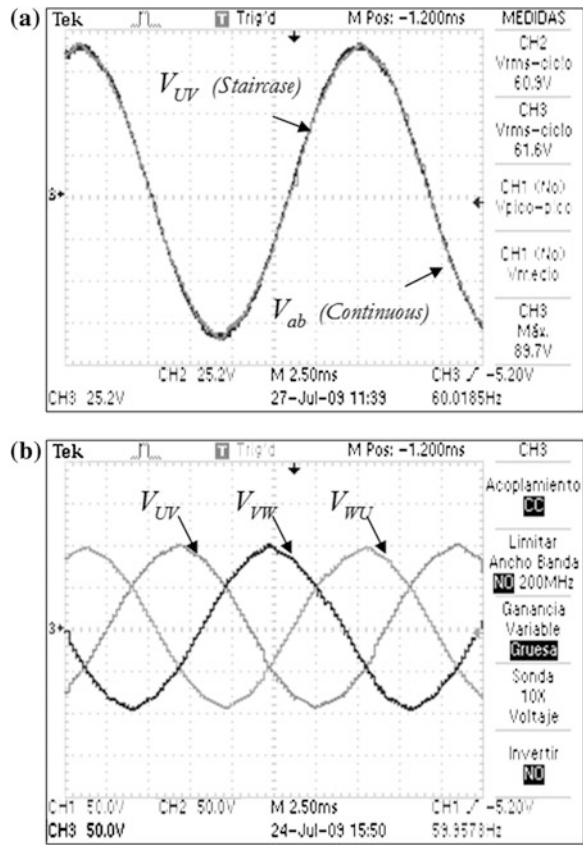 (a)
Tek
T Trig'd
M Pos: -1.200ms
MEDIDAS
CH2
Vrms-ciclo
60.9V
CH3
Vrms-ciclo
61.6V
CH1 (No)
Vpico-pico
CH1 (No)
Vmedio
CH3
Máx.
89.7V
V_UV (Staircase)
3+
V_ab (Continuous)
CH2 25.2V
M 2.50ms
CH3 ∕ -5.20V
CH3 25.2V
27-Jul-09 11:39
60.0185Hz
(b)
Tek
T Trig'd
M Pos: -1.200ms
CH3
V_UV
V_VW
V_WU
Acoplamiento
CC
Limitar
Ancho Banda
NO 200MHz
3+
Ganancia
Variable
Gruesa
Sonda
10X
Voltaje
Invertir
NO
CH1 50.0V
CH2 50.0V
M 2.50ms
CH1 ∕ -5.20V
CH3 50.0V
24-Jul-09 15:50